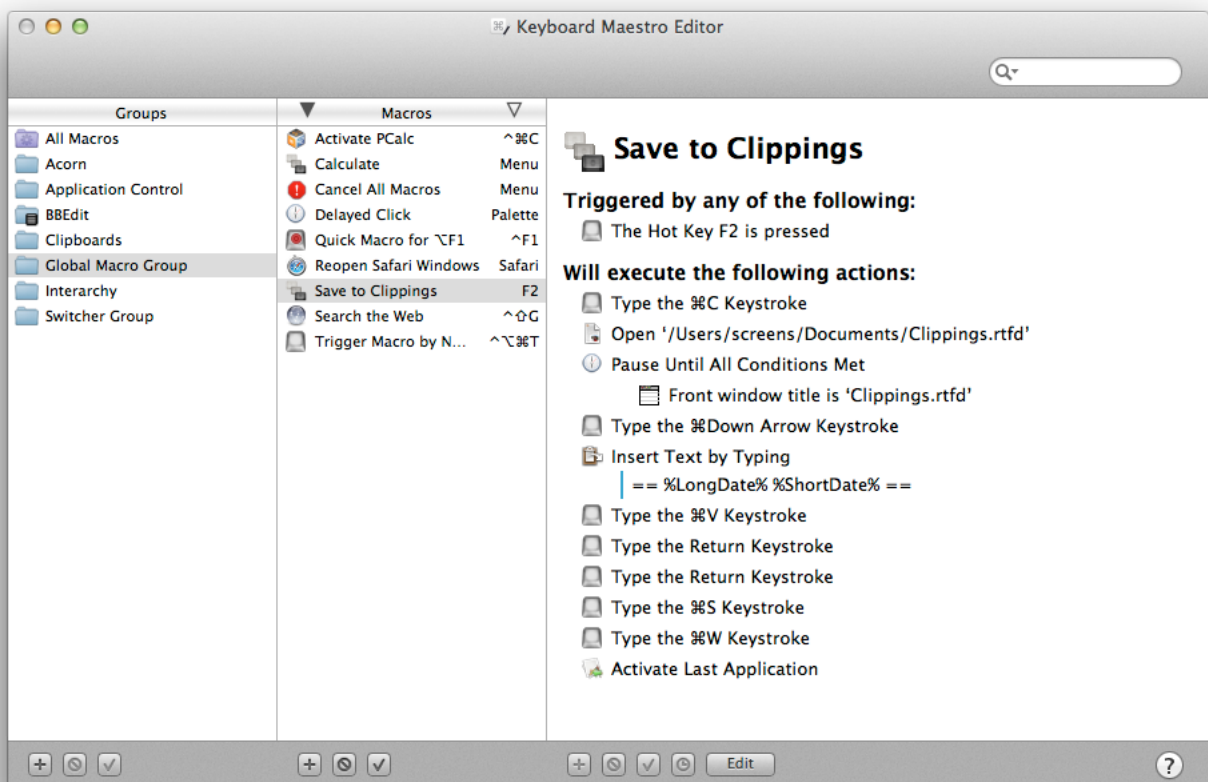 Keyboard Maestro Editor
Groups
All Macros
Acorn
Application Control
BBEdit
Clipboards
Global Macro Group
Interarchy
Switcher Group
Macros
Activate PCalc ^⌘C
Calculate Menu
Cancel All Macros Menu
Delayed Click Palette
Quick Macro for ⌥F1 ^F1
Reopen Safari Windows Safari
Save to Clippings F2
Search the Web ^⇧G
Trigger Macro by N... ^⌥⌘T
Save to Clippings
Triggered by any of the following:
The Hot Key F2 is pressed
Will execute the following actions:
Type the ⌘C Keystroke
Open ‘/Users/screens/Documents/Clippings.rtfd’
Pause Until All Conditions Met
Front window title is ‘Clippings.rtfd’
Type the ⌘Down Arrow Keystroke
Insert Text by Typing
== %LongDate% %ShortDate% ==
Type the ⌘V Keystroke
Type the Return Keystroke
Type the Return Keystroke
Type the ⌘S Keystroke
Type the ⌘W Keystroke
Activate Last Application
Edit
?